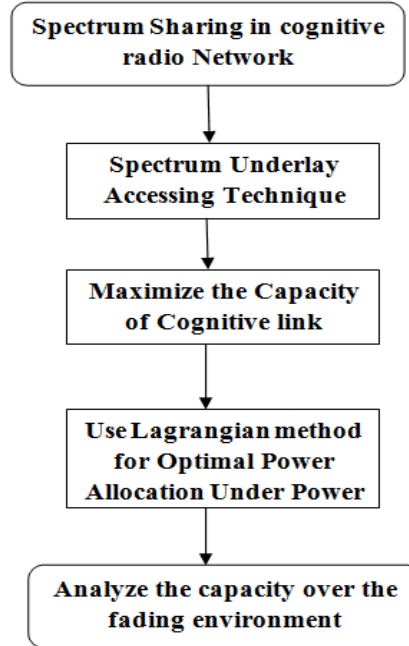 Spectrum Sharing in cognitive
radio Network
Spectrum Underlay
Accessing Technique
Maximize the Capacity
of Cognitive link
Use Lagrangian method
for Optimal Power
Allocation Under Power
Analyze the capacity over the
fading environment